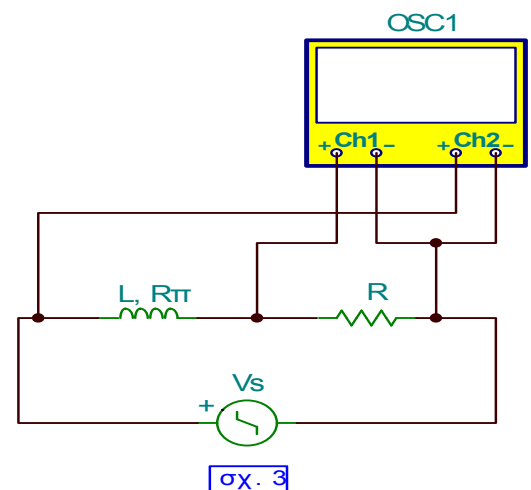 OSC1
+ Ch1 - + Ch2 -
L, Rπ R
Vs
+
σχ. 3